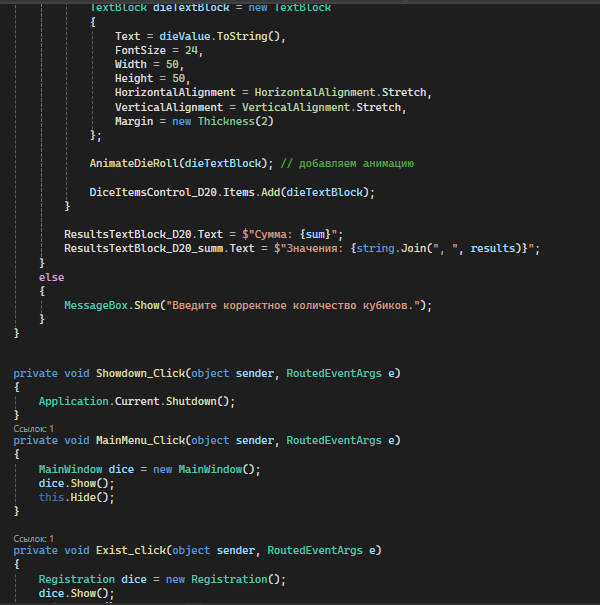 TextBlock dieTextBlock = new TextBlock
{
Text = dieValue.ToString(),
FontSize = 24,
Width = 50,
Height = 50,
HorizontalAlignment = HorizontalAlignment.Stretch,
VerticalAlignment = VerticalAlignment.Stretch,
Margin = new Thickness(2)
};
AnimateDieRoll(dieTextBlock); // добавляем анимацию
DiceItemsControl_D20.Items.Add(dieTextBlock);
}
ResultsTextBlock_D20.Text = $"Сумма: {sum}";
ResultsTextBlock_D20_summ.Text = $"Значения: {string.Join(", ", results)}";
}
else
{
MessageBox.Show("Введите корректное количество кубиков.");
}
}
private void Showdown_Click(object sender, RoutedEventArgs e)
{
Application.Current.Shutdown();
}
Ссылок: 1
private void MainMenu_Click(object sender, RoutedEventArgs e)
{
MainWindow dice = new MainWindow();
dice.Show();
this.Hide();
}
Ссылок: 1
private void Exist_click(object sender, RoutedEventArgs e)
{
Registration dice = new Registration();
dice.Show();